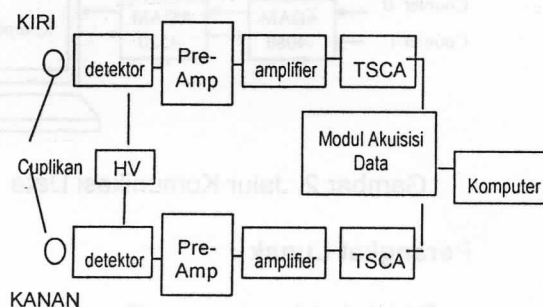 KIRI
detektor
Pre-
Amp
amplifier
TSCA
Cuplikan
HV
Modul Akuisisi
Data
Komputer
detektor
Pre-
Amp
amplifier
TSCA
KANAN